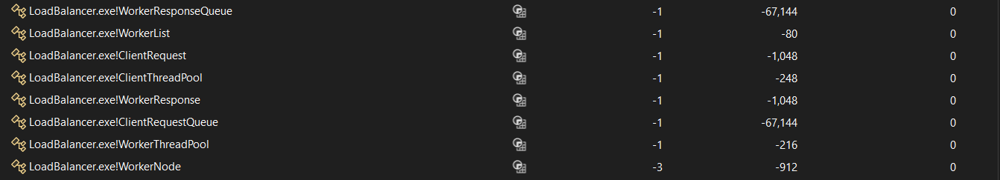 LoadBalancer.exe!WorkerResponseQueue -1 -67,144 0
LoadBalancer.exe!WorkerList -1 -80 0
LoadBalancer.exe!ClientRequest -1 -1,048 0
LoadBalancer.exe!ClientThreadPool -1 -248 0
LoadBalancer.exe!WorkerResponse -1 -1,048 0
LoadBalancer.exe!ClientRequestQueue -1 -67,144 0
LoadBalancer.exe!WorkerThreadPool -1 -216 0
LoadBalancer.exe!WorkerNode -3 -912 0